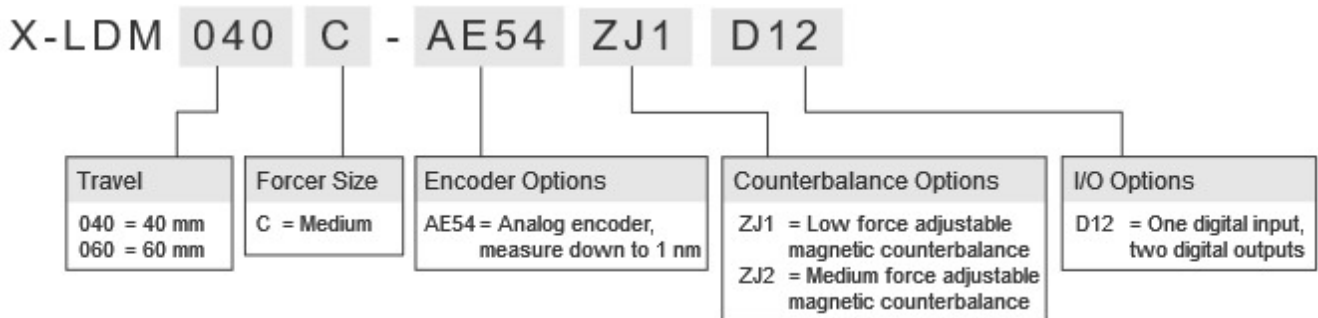 X-LDM 040 C - AE54 ZJ1 D12
Travel
040 = 40 mm
060 = 60 mm
Forcer Size
C = Medium
Encoder Options
AE54 = Analog encoder,
measure down to 1 nm
Counterbalance Options
ZJ1 = Low force adjustable
magnetic counterbalance
ZJ2 = Medium force adjustable
magnetic counterbalance
I/O Options
D12 = One digital input,
two digital outputs